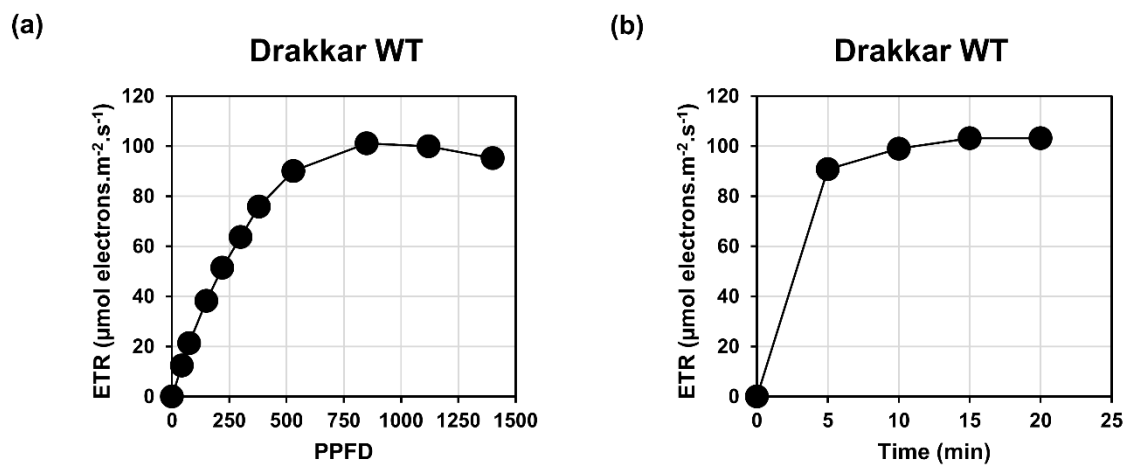 (a)
Drakkar WT
ETR (µmol electrons.m-2.s-1)
120
100
80
60
40
20
0
0 250 500 750 1000 1250 1500
PPFD
(b)
Drakkar WT
ETR (µmol electrons.m-2.s-1)
120
100
80
60
40
20
0
0 5 10 15 20 25
Time (min)